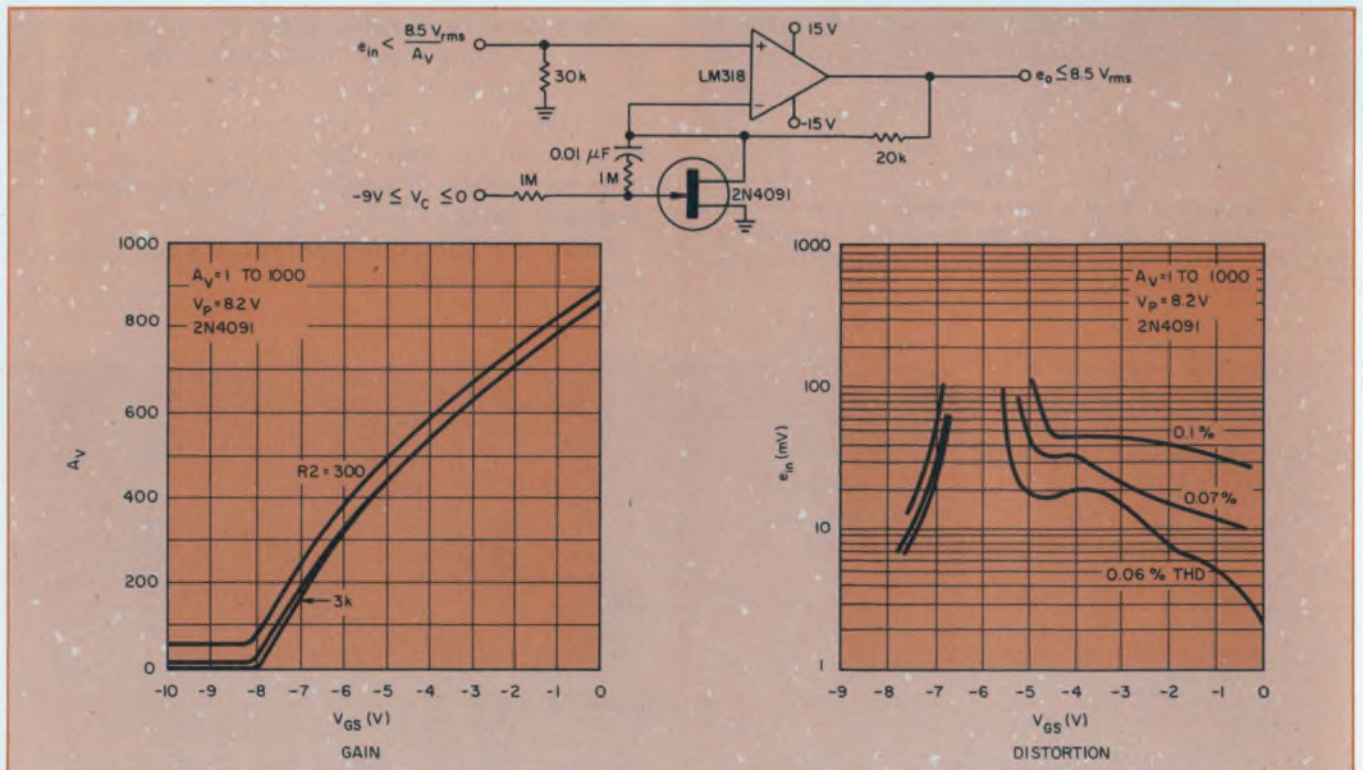 e_in < 8.5 V_rms / A_V
30k
+
−
LM318
15 V
-15V
e_o ≤ 8.5 V_rms
20k
0.01 µF
1M
-9V ≤ V_C ≤ 0
1M
2N4091
1000
800
600
400
200
0
A_V
A_V = 1 TO 1000
V_P = 8.2 V
2N4091
R2 = 300
3k
-10 -9 -8 -7 -6 -5 -4 -3 -2 -1 0
V_GS (V)
GAIN
1000
100
10
1
e_in (mV)
A_V = 1 TO 1000
V_P = 8.2 V
2N4091
0.1%
0.07%
0.06% THD
-9 -8 -7 -6 -5 -4 -3 -2 -1 0
V_GS (V)
DISTORTION